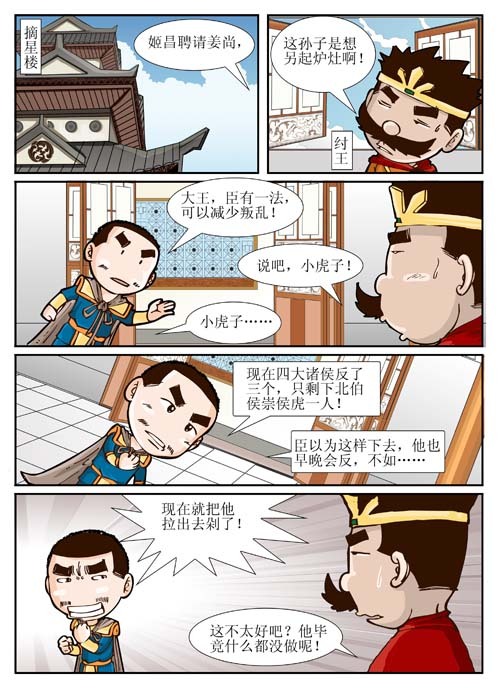 摘星楼
姬昌聘请姜尚，
这孙子是想
另起炉灶啊！
纣王
大王，臣有一法，
可以减少叛乱！
说吧，小虎子！
小虎子……
现在四大诸侯反了
三个，只剩下北伯
侯崇侯虎一人！
臣以为这样下去，他也
早晚会反，不如……
现在就把他
拉出去剁了！
这不太好吧？他毕
竟什么都没做呢！